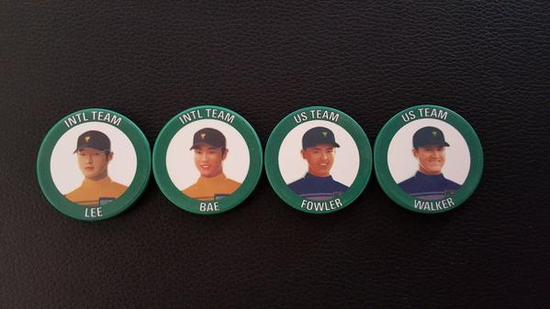 INTL TEAM
LEE
INTL TEAM
BAE
US TEAM
FOWLER
US TEAM
WALKER